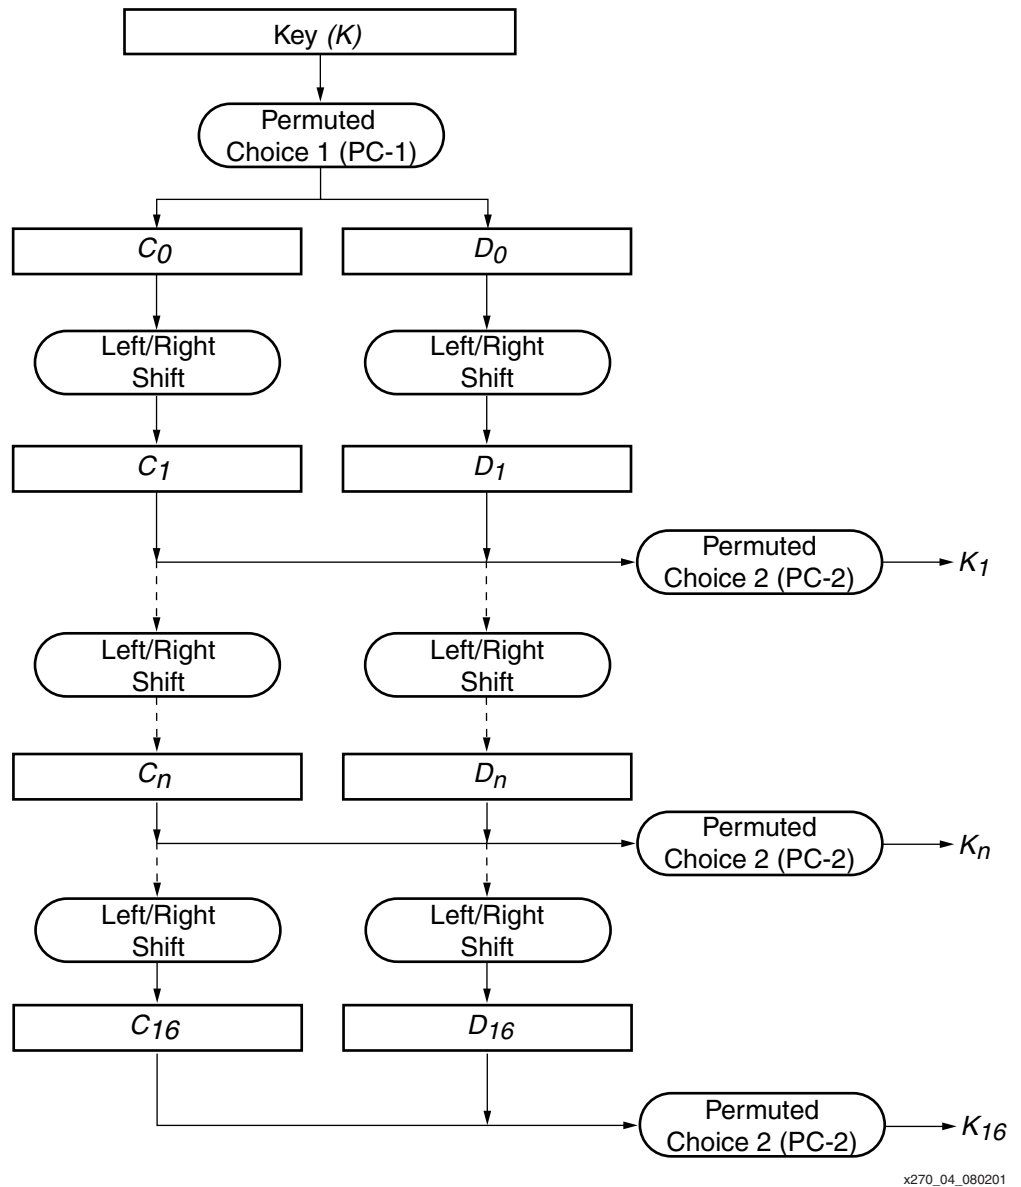 Key (K)
Permuted
Choice 1 (PC-1)
C0
D0
Left/Right
Shift
Left/Right
Shift
C1
D1
Permuted
Choice 2 (PC-2)
K1
Left/Right
Shift
Left/Right
Shift
Cn
Dn
Permuted
Choice 2 (PC-2)
Kn
Left/Right
Shift
Left/Right
Shift
C16
D16
Permuted
Choice 2 (PC-2)
K16
x270_04_080201